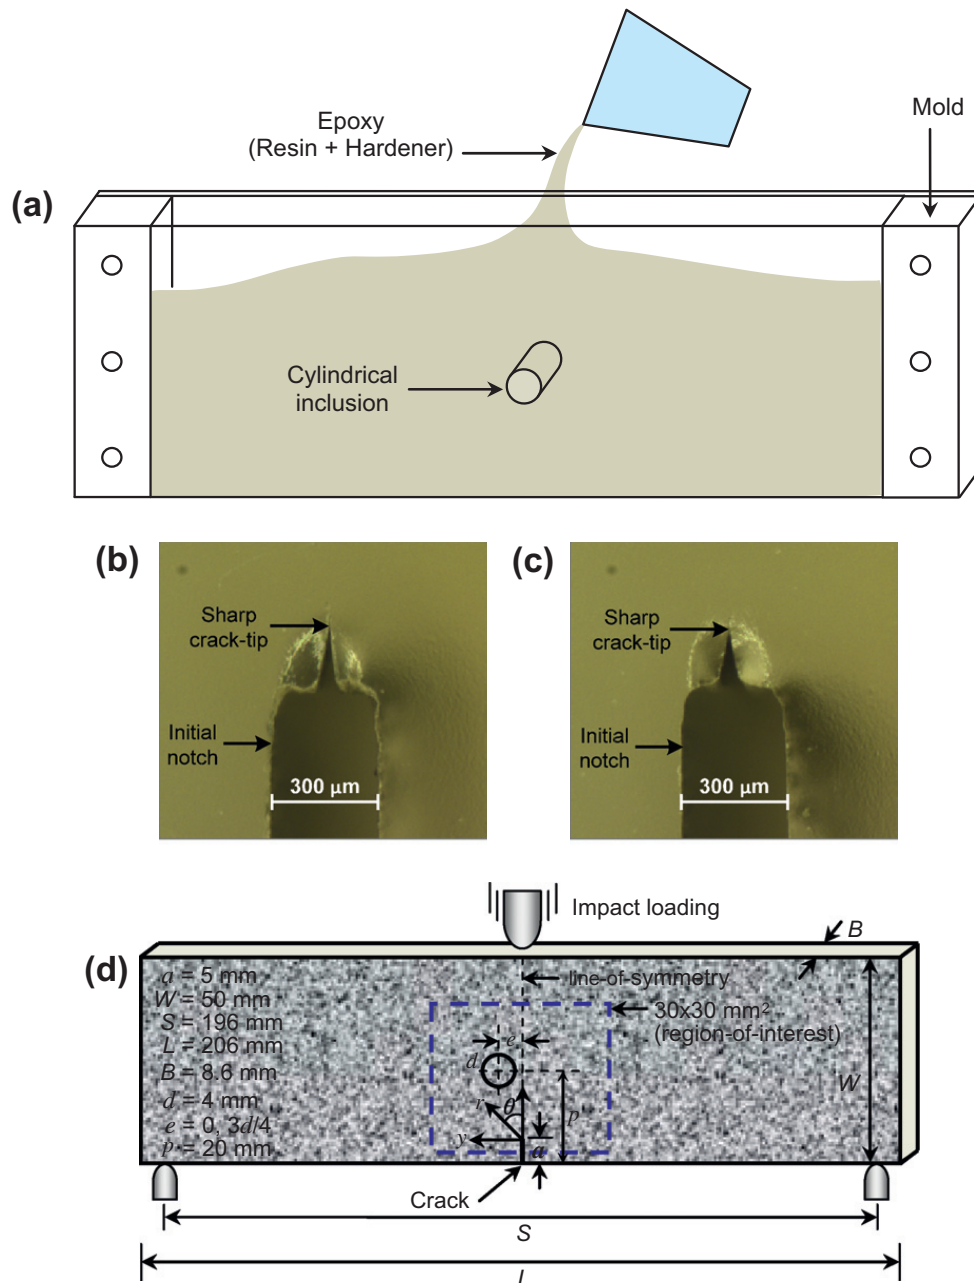 Epoxy
(Resin + Hardener)
Mold
(a)
Cylindrical
inclusion
(b)
Sharp
crack-tip
Initial
notch
300 μm
(c)
Sharp
crack-tip
Initial
notch
300 μm
Impact loading
B
(d)
a = 5 mm
W = 50 mm
S = 196 mm
L = 206 mm
B = 8.6 mm
d = 4 mm
e = 0, 3d/4
p = 20 mm
line-of-symmetry
30x30 mm²
(region-of-interest)
e
d
W
r
θ
p
y
a
Crack
S
L